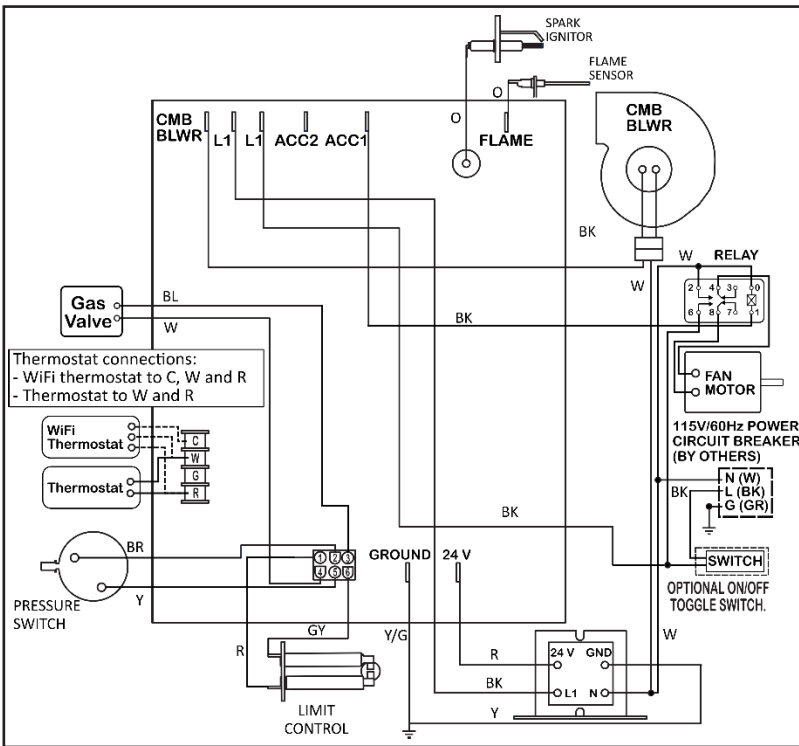 SPARK
IGNITOR
FLAME
SENSOR
O
O
CMB
BLWR
L1
L1
ACC2
ACC1
FLAME
CMB
BLWR
BK
W
W
RELAY
2 4 3 0
6 8 7 1
BK
Gas
Valve
BL
W
Thermostat connections:
- WiFi thermostat to C, W and R
- Thermostat to W and R
FAN
MOTOR
WiFi
Thermostat
C
W
G
R
Thermostat
115V/60Hz POWER
CIRCUIT BREAKER
(BY OTHERS)
N (W)
L (BK)
G (GR)
BK
BK
BR
PRESSURE
SWITCH
Y
1 2 3
4 5 6
GROUND
24 V
SWITCH
OPTIONAL ON/OFF
TOGGLE SWITCH.
GY
R
Y/G
W
LIMIT
CONTROL
R
BK
Y
24 V
GND
L1
N